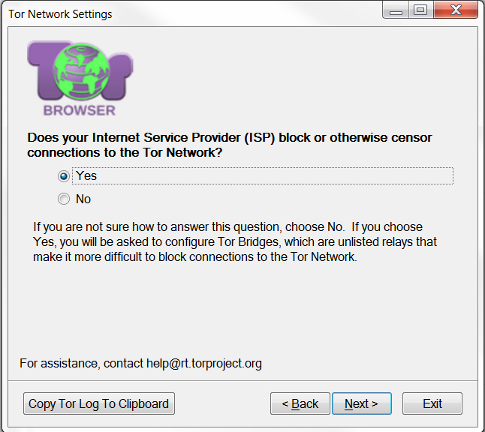 Tor Network Settings
Tor
BROWSER
Does your Internet Service Provider (ISP) block or otherwise censor
connections to the Tor Network?
Yes
No
If you are not sure how to answer this question, choose No.  If you choose
Yes, you will be asked to configure Tor Bridges, which are unlisted relays that
make it more difficult to block connections to the Tor Network.
For assistance, contact help@rt.torproject.org
Copy Tor Log To Clipboard
< Back
Next >
Exit